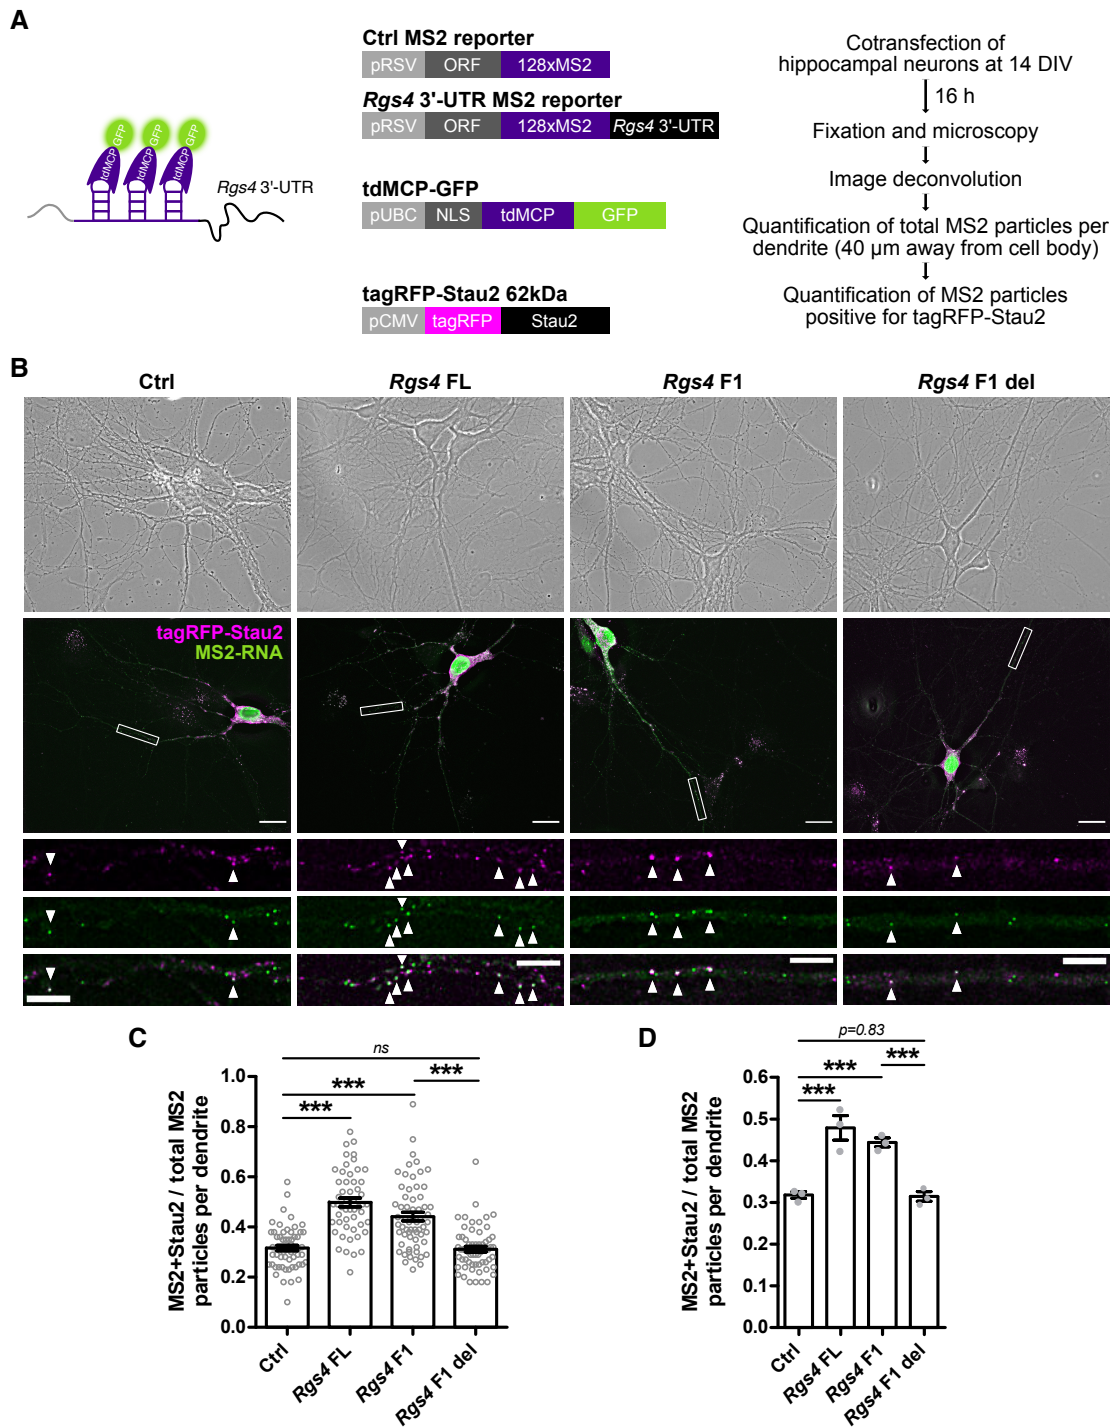 A
Ctrl MS2 reporter
pRSV ORF 128xMS2
Rgs4 3'-UTR MS2 reporter
pRSV ORF 128xMS2 Rgs4 3'-UTR
GFP GFP GFP
tdMCP tdMCP tdMCP
Rgs4 3'-UTR
tdMCP-GFP
pUBC NLS tdMCP GFP
tagRFP-Stau2 62kDa
pCMV tagRFP Stau2
Cotransfection of
hippocampal neurons at 14 DIV
16 h
Fixation and microscopy
Image deconvolution
Quantification of total MS2 particles per
dendrite (40 µm away from cell body)
Quantification of MS2 particles
positive for tagRFP-Stau2
B
Ctrl
Rgs4 FL
Rgs4 F1
Rgs4 F1 del
tagRFP-Stau2
MS2-RNA
C
ns
***
***
***
MS2+Stau2 / total MS2
particles per dendrite
1.0
0.8
0.6
0.4
0.2
0.0
Ctrl
Rgs4 FL
Rgs4 F1
Rgs4 F1 del
D
p=0.83
***
***
***
MS2+Stau2 / total MS2
particles per dendrite
0.6
0.5
0.4
0.3
0.2
0.1
0.0
Ctrl
Rgs4 FL
Rgs4 F1
Rgs4 F1 del